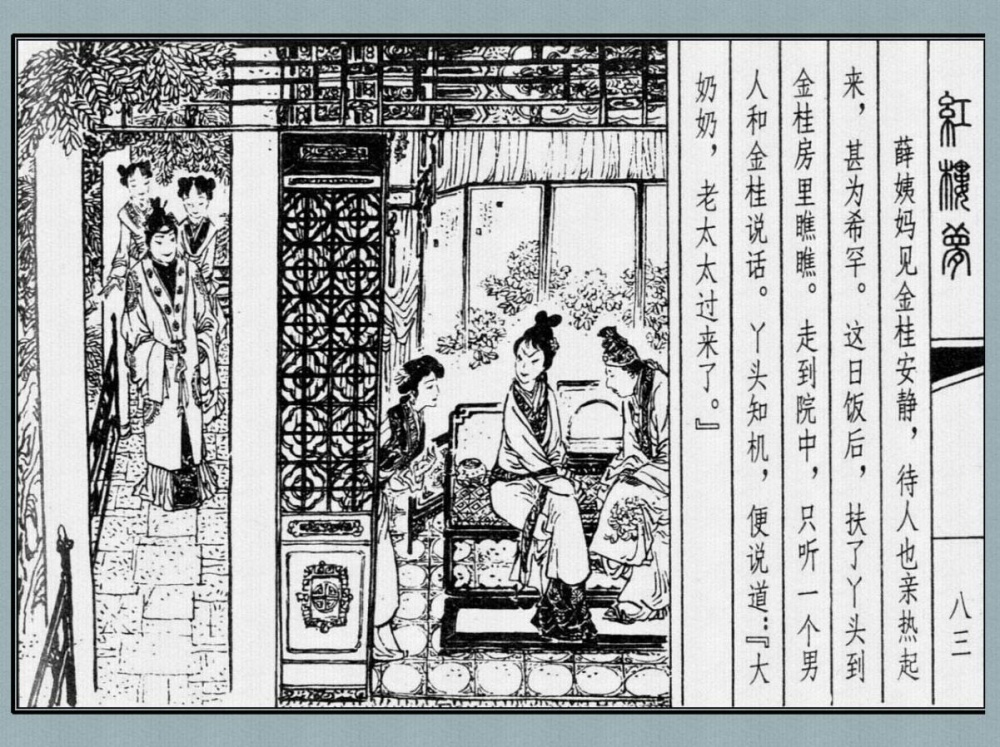 紅樓夢
八三
薛姨妈见金桂安静，待人也亲热起
来，甚为希罕。这日饭后，扶了丫头到
金桂房里瞧瞧。走到院中，只听一个男
人和金桂说话。丫头知机，便说道：『大
奶奶，老太太过来了。』